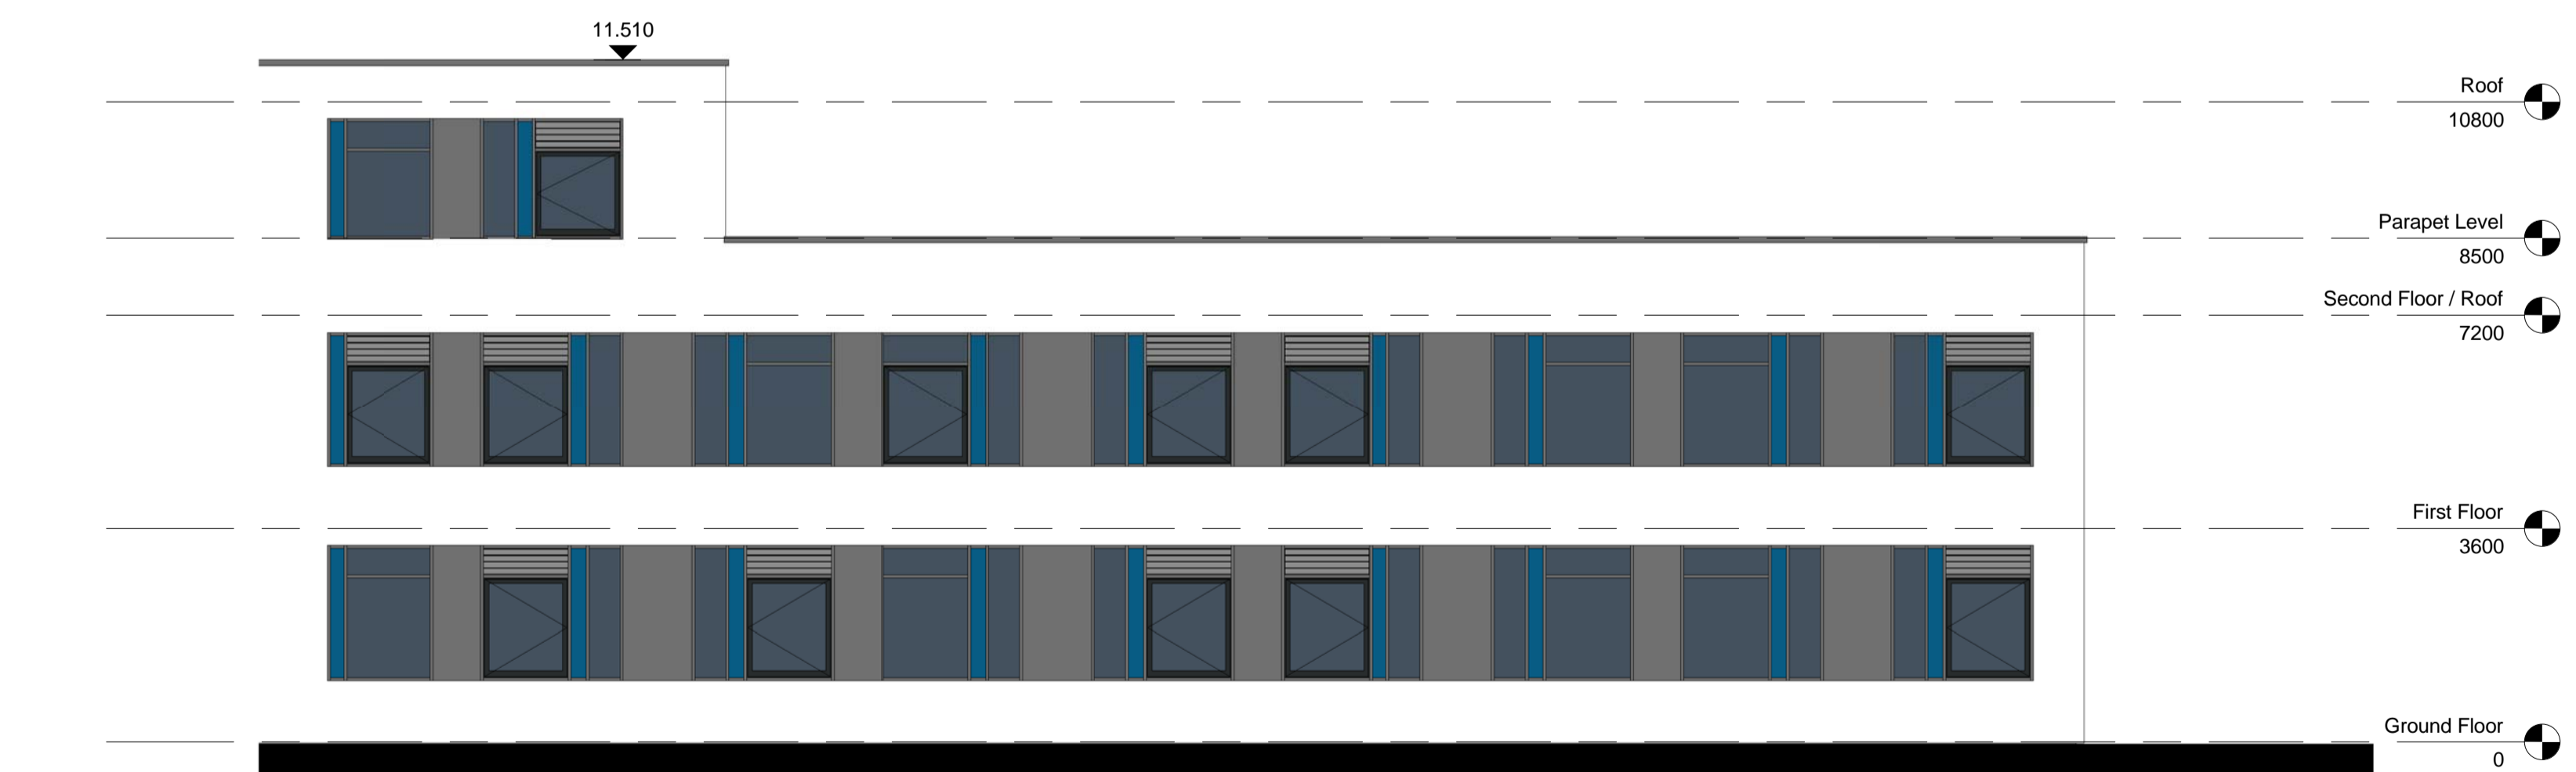 11.510
Roof
10800
Parapet Level
8500
Second Floor / Roof
7200
First Floor
3600
Ground Floor
0